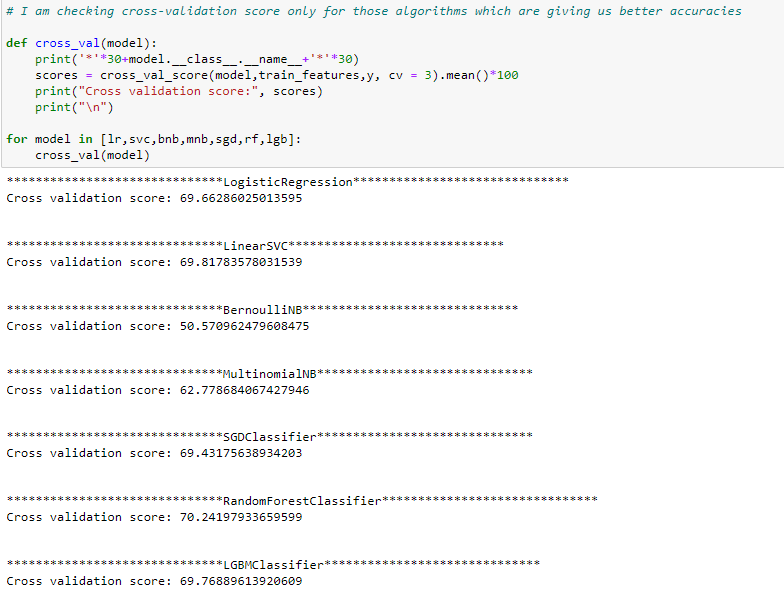 # I am checking cross-validation score only for those algorithms which are giving us better accuracies
def cross_val(model):
    print('*'*30+model.__class__.__name__+'*'*30)
    scores = cross_val_score(model,train_features,y, cv = 3).mean()*100
    print("Cross validation score:", scores)
    print("\n")
for model in [lr,svc,bnb,mnb,sgd,rf,lgb]:
    cross_val(model)
******************************LogisticRegression******************************
Cross validation score: 69.66286025013595
******************************LinearSVC******************************
Cross validation score: 69.81783578031539
******************************BernoulliNB******************************
Cross validation score: 50.570962479608475
******************************MultinomialNB******************************
Cross validation score: 62.778684067427946
******************************SGDClassifier******************************
Cross validation score: 69.43175638934203
******************************RandomForestClassifier******************************
Cross validation score: 70.24197933659599
******************************LGBMClassifier******************************
Cross validation score: 69.76889613920609